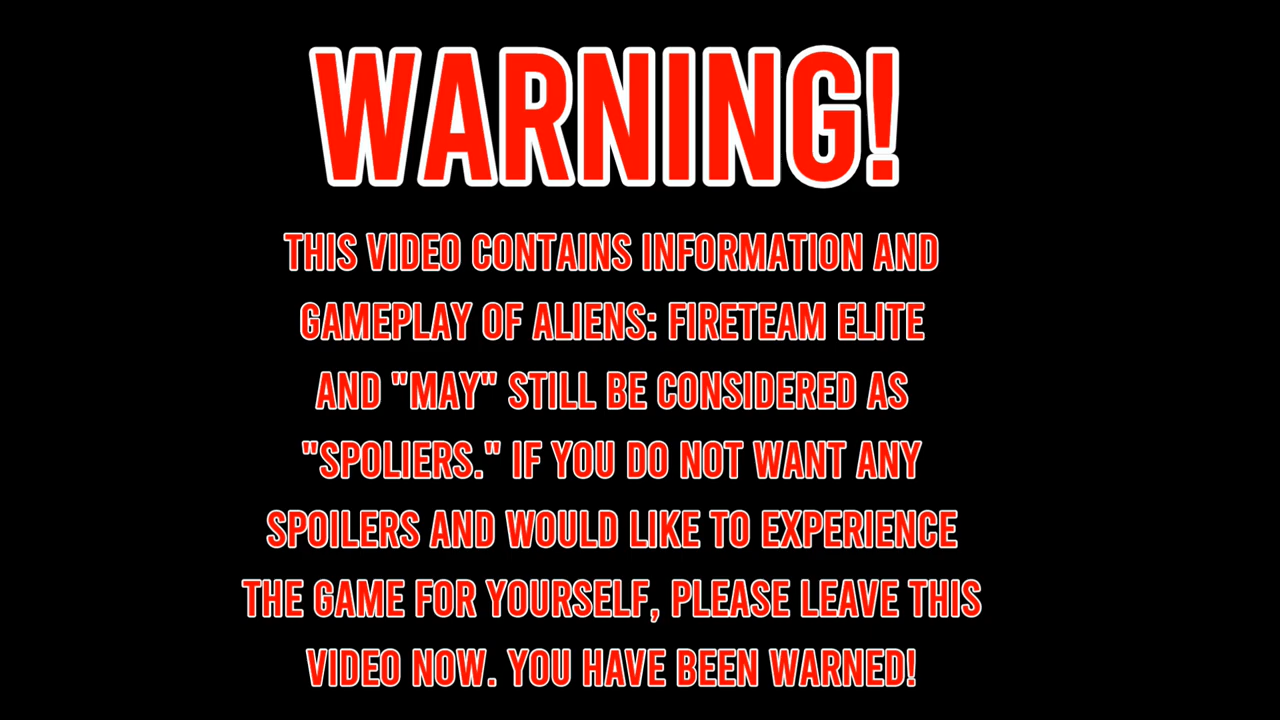 WARNING!
THIS VIDEO CONTAINS INFORMATION AND
GAMEPLAY OF ALIENS: FIRETEAM ELITE
AND "MAY" STILL BE CONSIDERED AS
"SPOLIERS." IF YOU DO NOT WANT ANY
SPOILERS AND WOULD LIKE TO EXPERIENCE
THE GAME FOR YOURSELF, PLEASE LEAVE THIS
VIDEO NOW. YOU HAVE BEEN WARNED!